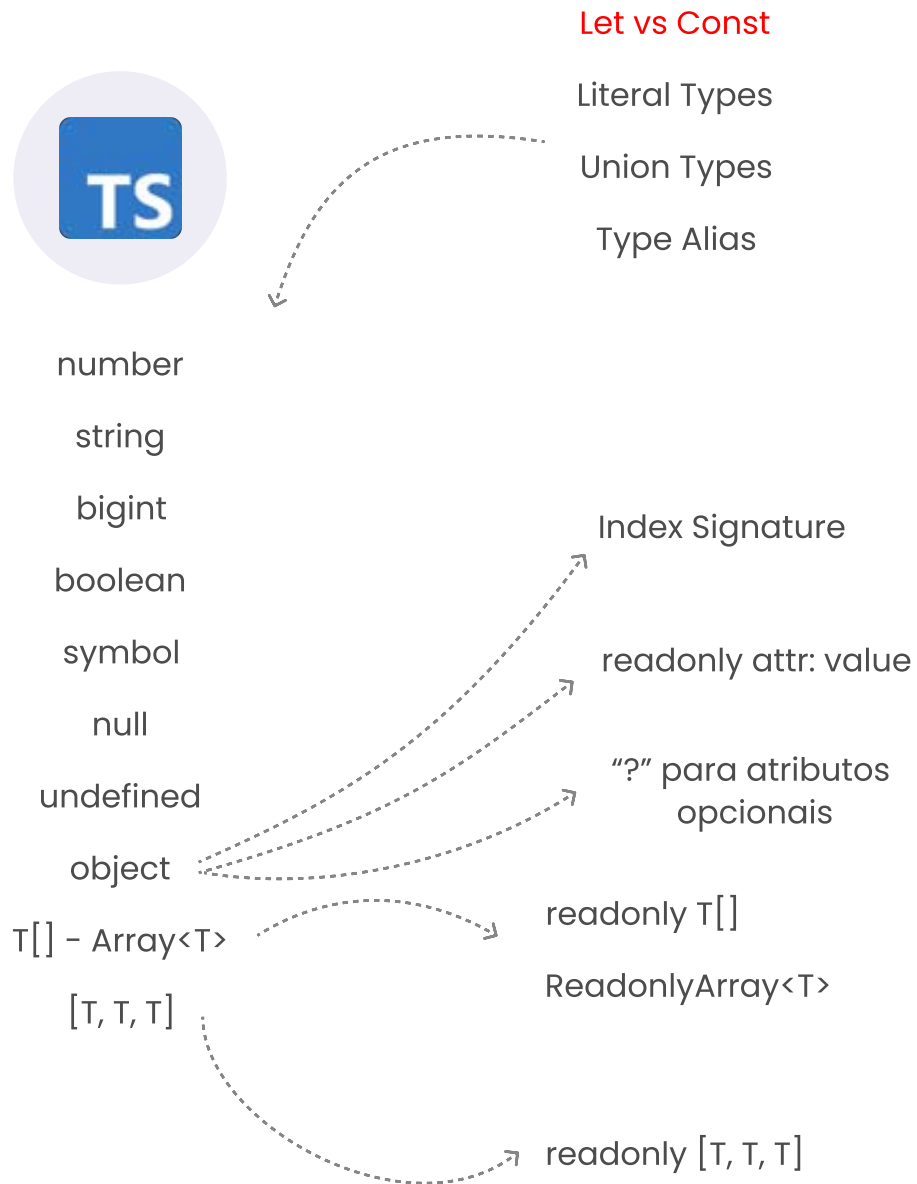 Let vs Const
Literal Types
Union Types
Type Alias
TS
number
string
bigint
boolean
symbol
null
undefined
object
T[] - Array<T>
[T, T, T]
Index Signature
readonly attr: value
“?” para atributos
opcionais
readonly T[]
ReadonlyArray<T>
readonly [T, T, T]